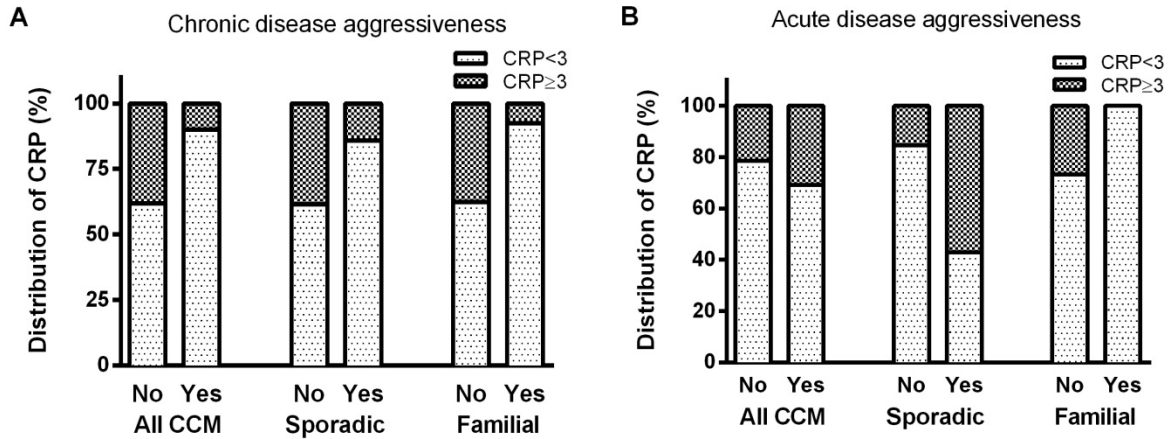 A
Chronic disease aggressiveness
CRP<3
CRP≥3
Distribution of CRP (%)
100
75
50
25
0
No Yes No Yes No Yes
All CCM Sporadic Familial
B
Acute disease aggressiveness
CRP<3
CRP≥3
Distribution of CRP (%)
100
80
60
40
20
0
No Yes No Yes No Yes
All CCM Sporadic Familial